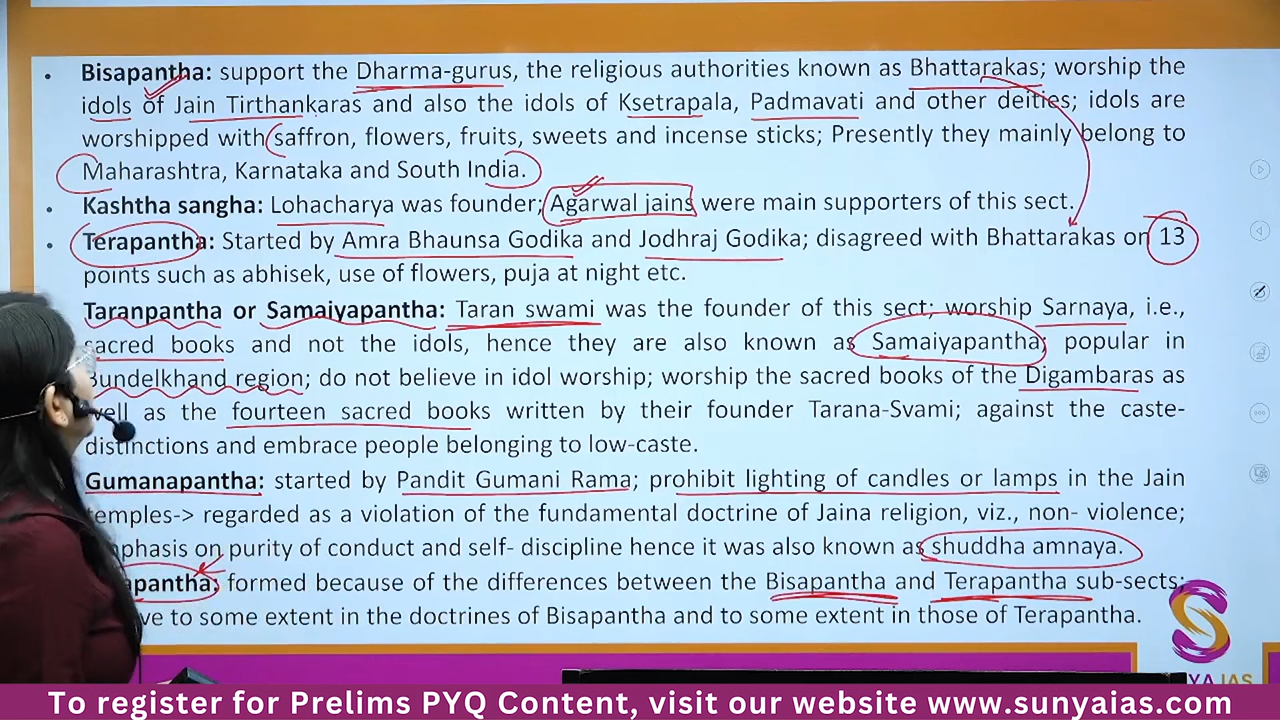 • Bisapantha: support the Dharma-gurus, the religious authorities known as Bhattarakas; worship the
idols of Jain Tirthankaras and also the idols of Ksetrapala, Padmavati and other deities; idols are
worshipped with saffron, flowers, fruits, sweets and incense sticks; Presently they mainly belong to
Maharashtra, Karnataka and South India.
• Kashtha sangha: Lohacharya was founder; Agarwal jains were main supporters of this sect.
• Terapantha: Started by Amra Bhaunsa Godika and Jodhraj Godika; disagreed with Bhattarakas on 13
points such as abhisek, use of flowers, puja at night etc.
Taranpantha or Samaiyapantha: Taran swami was the founder of this sect; worship Sarnaya, i.e.,
sacred books and not the idols, hence they are also known as Samaiyapantha; popular in
Bundelkhand region; do not believe in idol worship; worship the sacred books of the Digambaras as
well as the fourteen sacred books written by their founder Tarana-Svami; against the caste-
distinctions and embrace people belonging to low-caste.
Gumanapantha: started by Pandit Gumani Rama; prohibit lighting of candles or lamps in the Jain
temples-> regarded as a violation of the fundamental doctrine of Jaina religion, viz., non- violence;
emphasis on purity of conduct and self- discipline hence it was also known as shuddha amnaya.
apantha: formed because of the differences between the Bisapantha and Terapantha sub-sects;
to some extent in the doctrines of Bisapantha and to some extent in those of Terapantha.
YA IAS
To register for Prelims PYQ Content, visit our website www.sunyaias.com